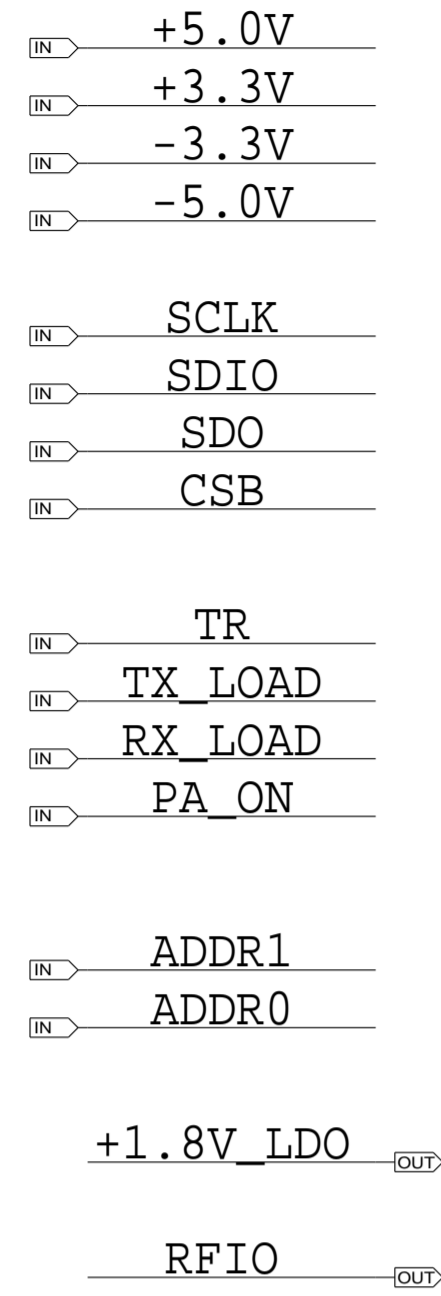 IN +5.0V
IN +3.3V
IN -3.3V
IN -5.0V
IN SCLK
IN SDIO
IN SDO
IN CSB
IN TR
IN TX_LOAD
IN RX_LOAD
IN PA_ON
IN ADDR1
IN ADDR0
+1.8V_LDO OUT
RFIO OUT